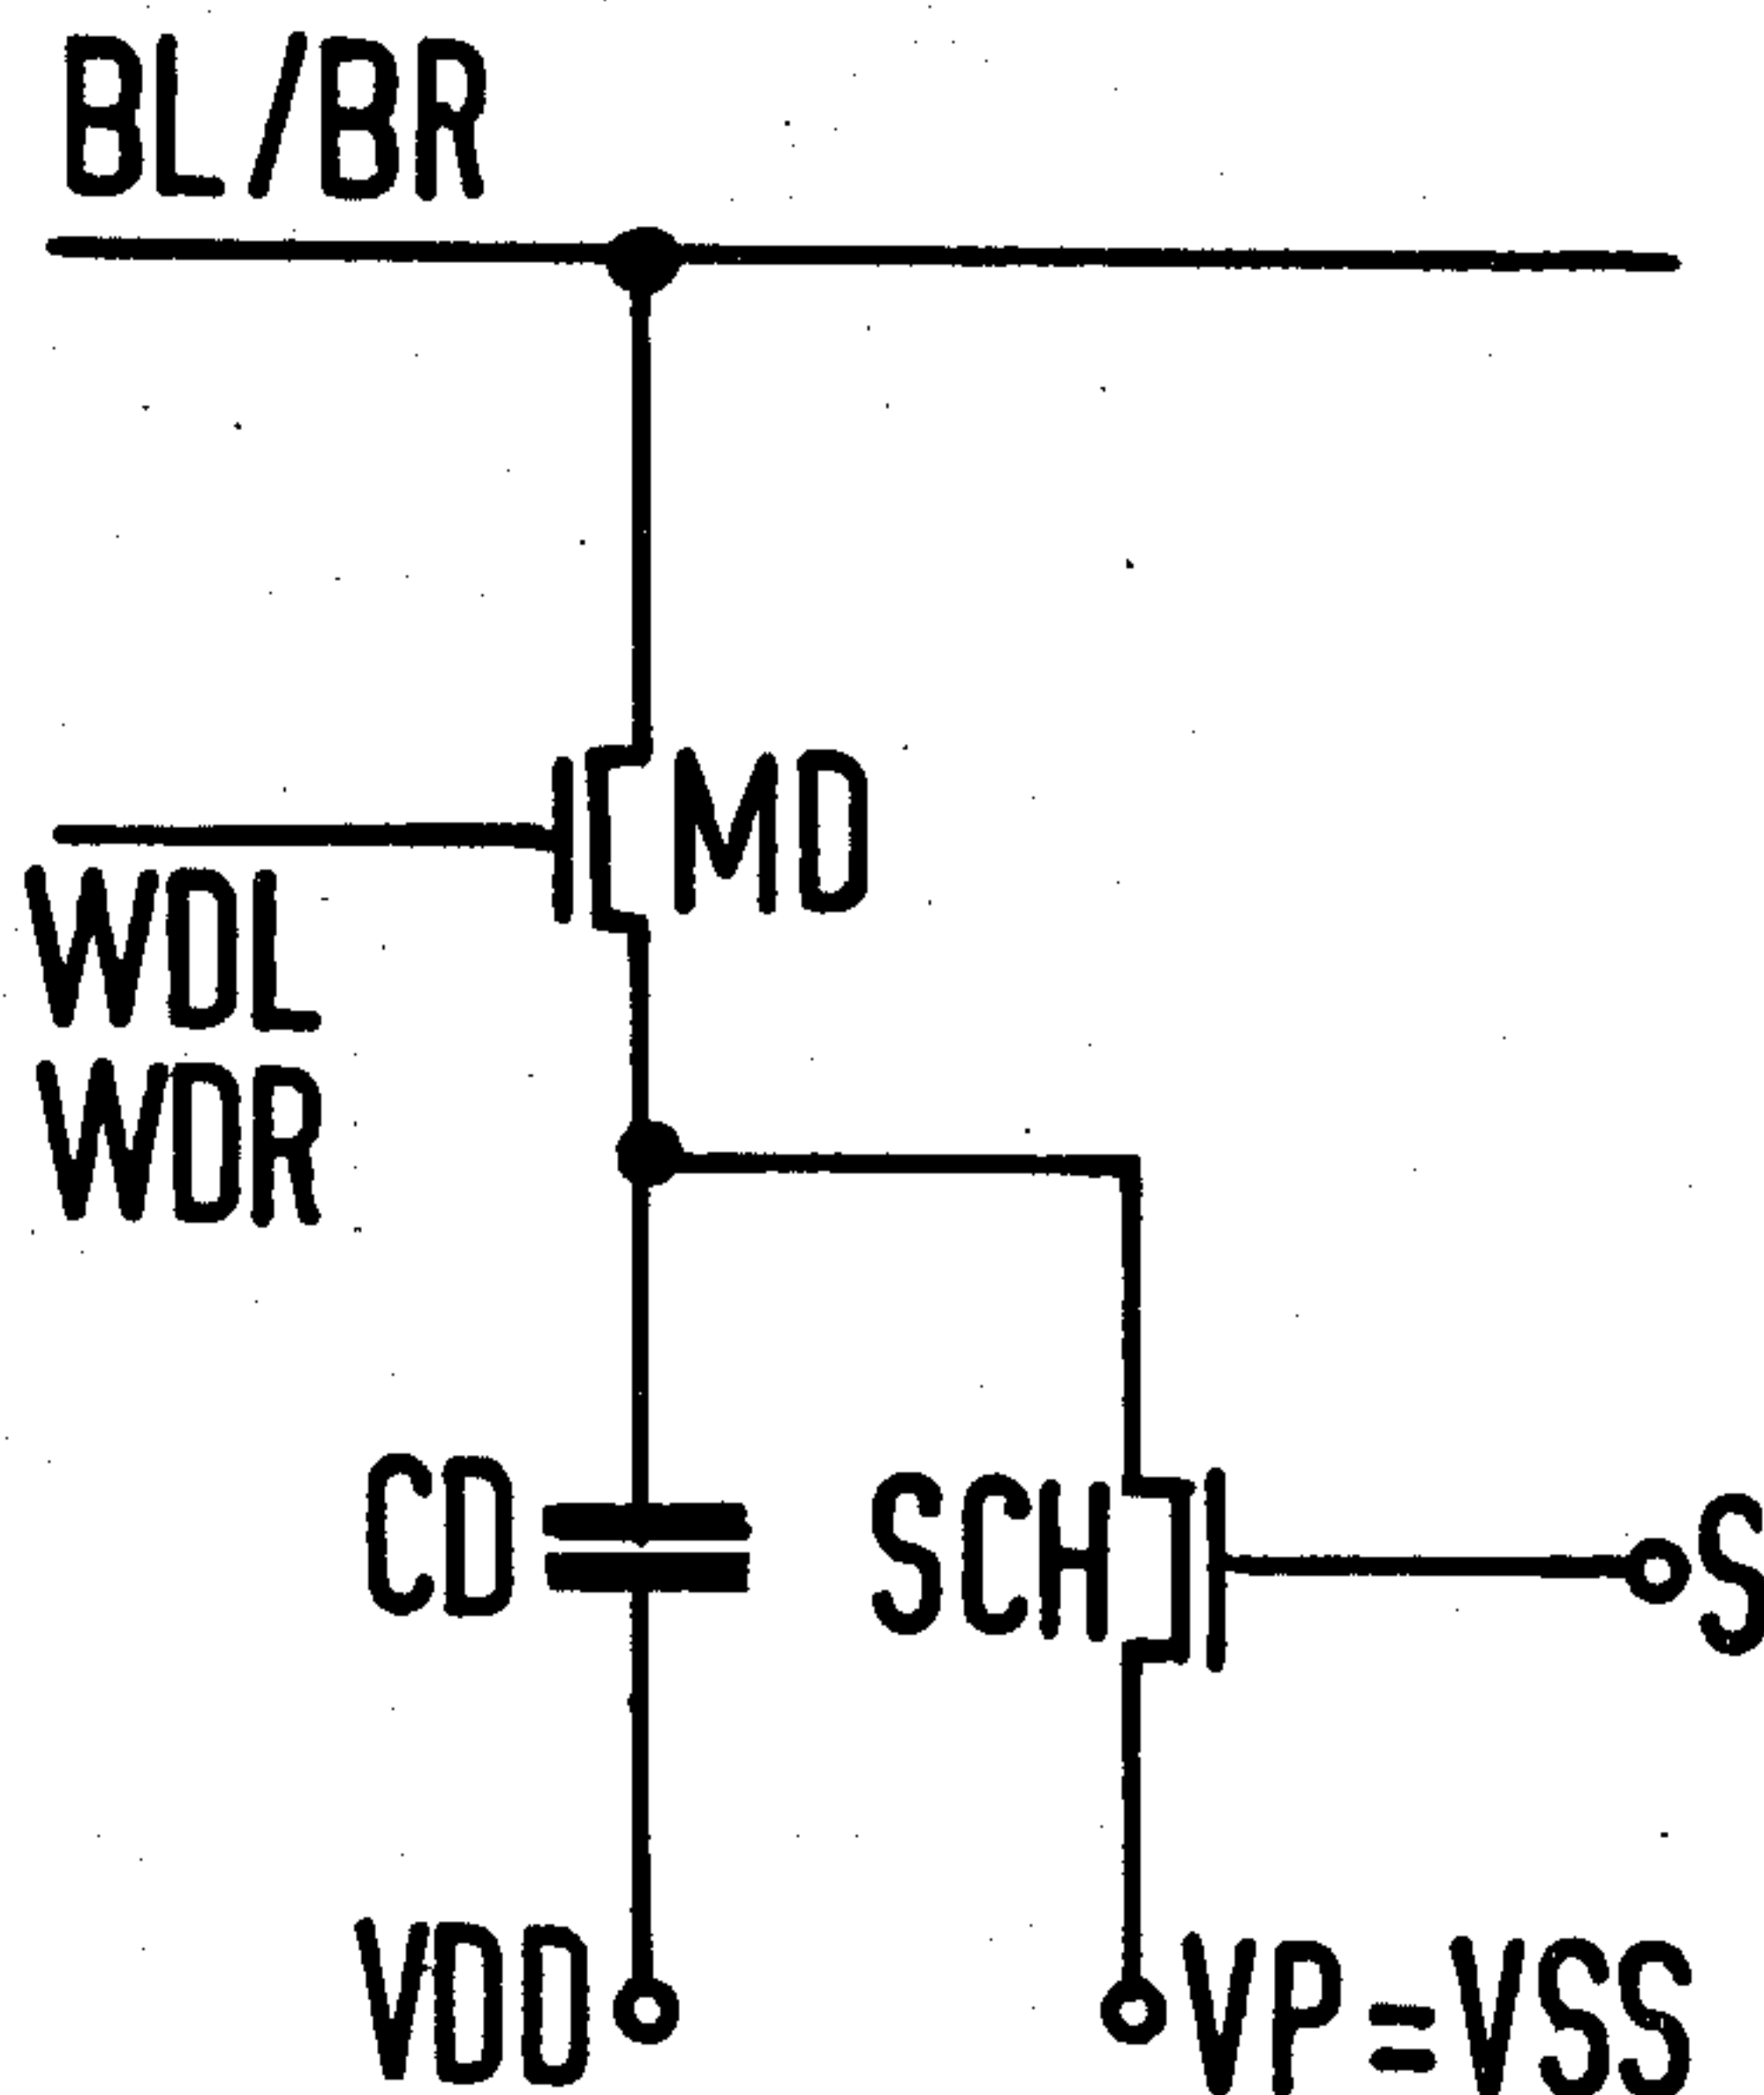 BL/BR
MD
WDL
WDR
CD
SCH
S
VDD
VP=VSS